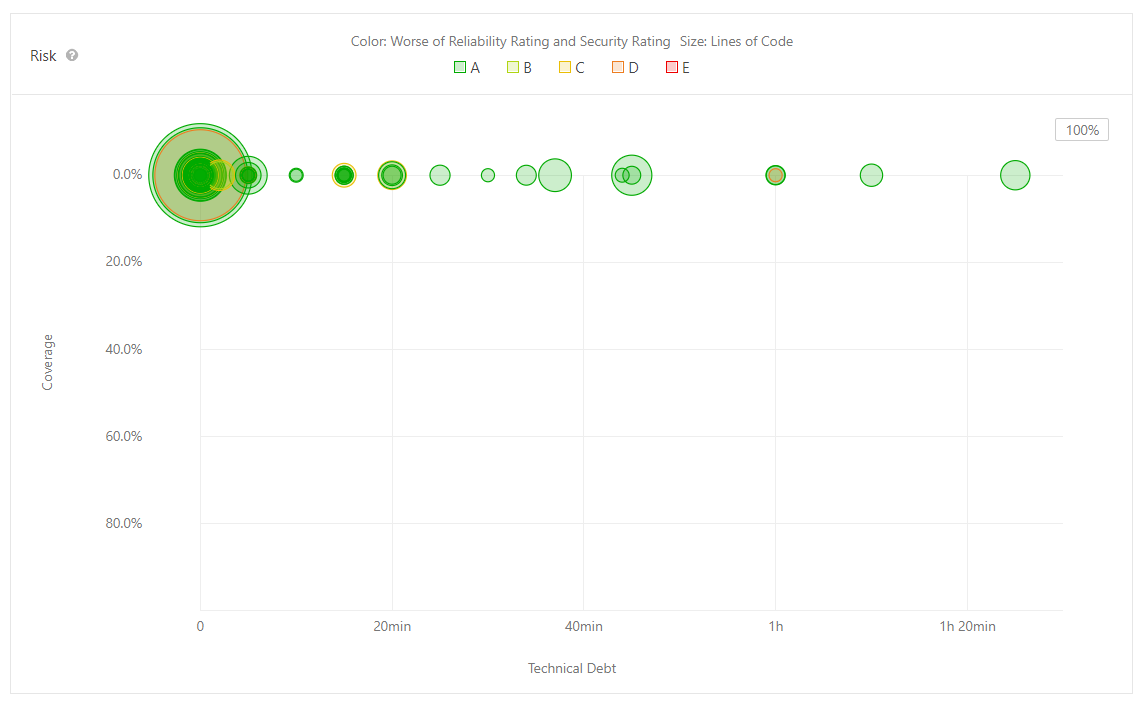 Color: Worse of Reliability Rating and Security Rating Size: Lines of Code
Risk ?
A B C D E
100%
0.0%
20.0%
40.0%
Coverage
60.0%
80.0%
0 20min 40min 1h 1h 20min
Technical Debt